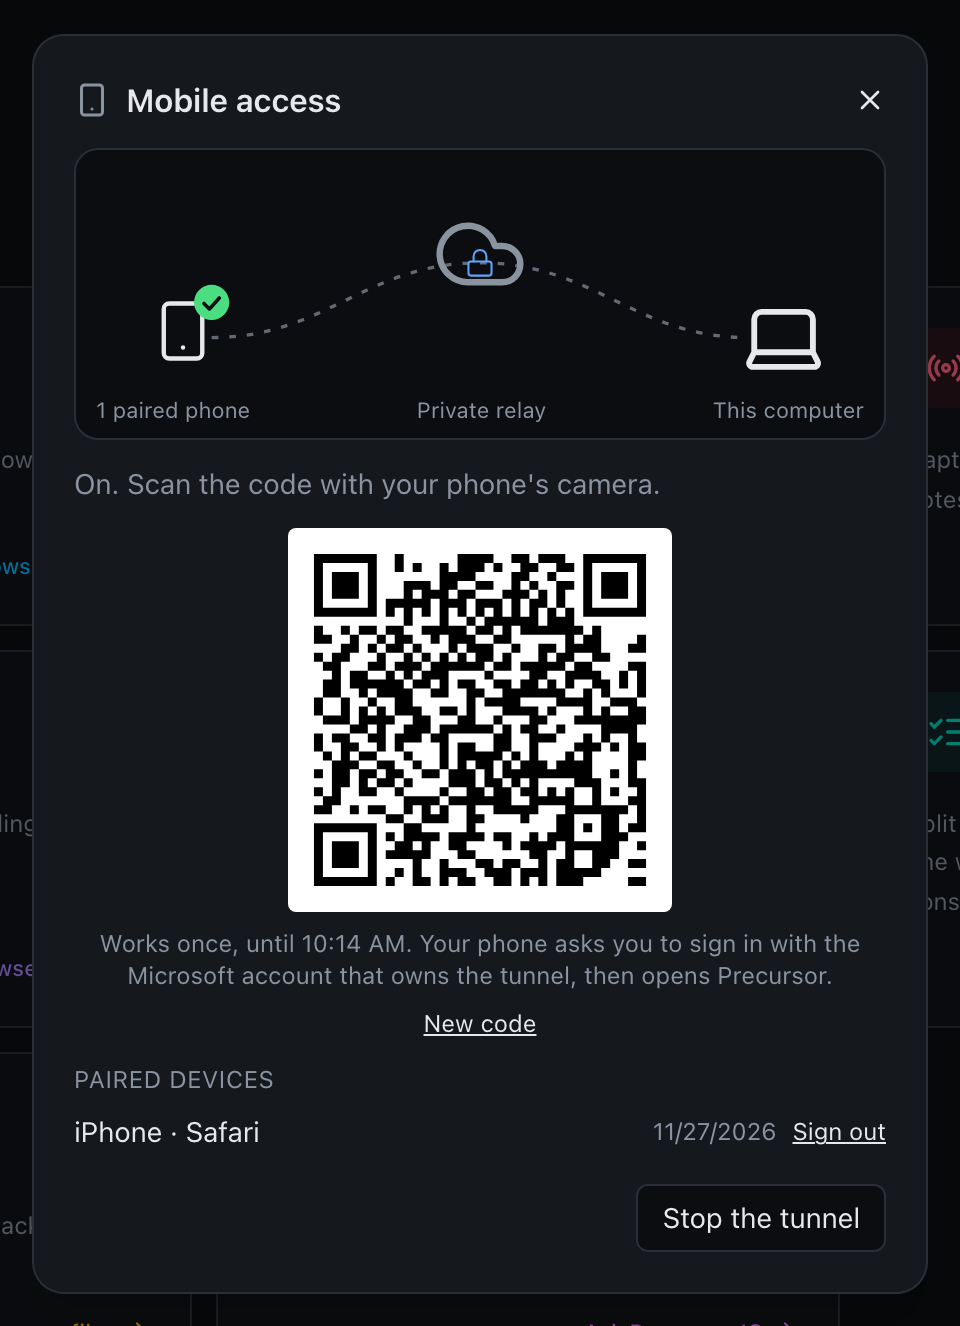 Mobile access
1 paired phone
Private relay
This computer
On. Scan the code with your phone's camera.
Works once, until 10:14 AM. Your phone asks you to sign in with the
Microsoft account that owns the tunnel, then opens Precursor.
New code
PAIRED DEVICES
iPhone · Safari
11/27/2026
Sign out
Stop the tunnel